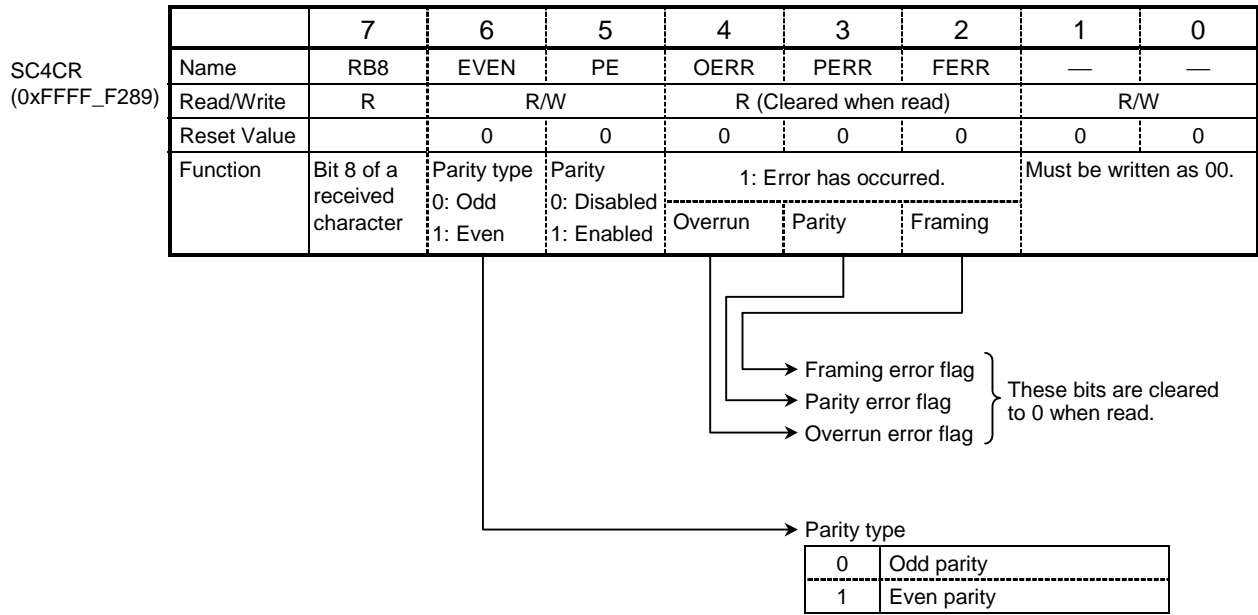 7 6 5 4 3 2 1 0
SC4CR
(0xFFFF_F289)
Name RB8 EVEN PE OERR PERR FERR — —
Read/Write R R/W R (Cleared when read) R/W
Reset Value 0 0 0 0 0 0 0
Function
Bit 8 of a
received
character
Parity type
0: Odd
1: Even
Parity
0: Disabled
1: Enabled
1: Error has occurred.
Overrun Parity Framing
Must be written as 00.
Framing error flag
Parity error flag
Overrun error flag
These bits are cleared
to 0 when read.
Parity type
0 Odd parity
1 Even parity